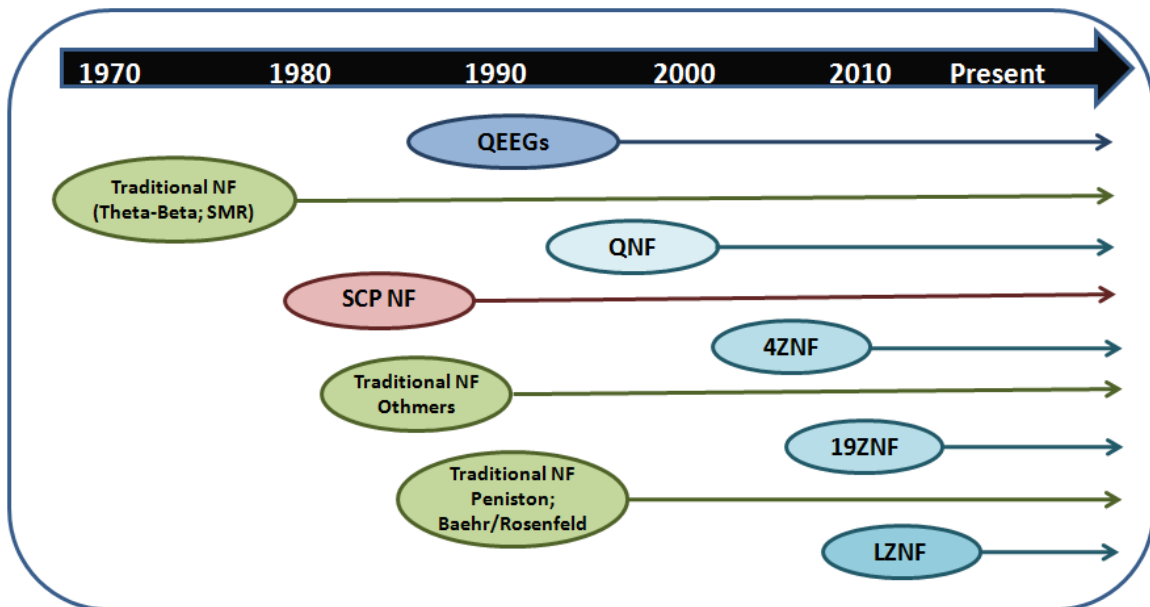 1970 1980 1990 2000 2010 Present
QEEGs
Traditional NF
(Theta-Beta; SMR)
QNF
SCP NF
4ZNF
Traditional NF
Othmers
19ZNF
Traditional NF
Peniston;
Baehr/Rosenfeld
LZNF